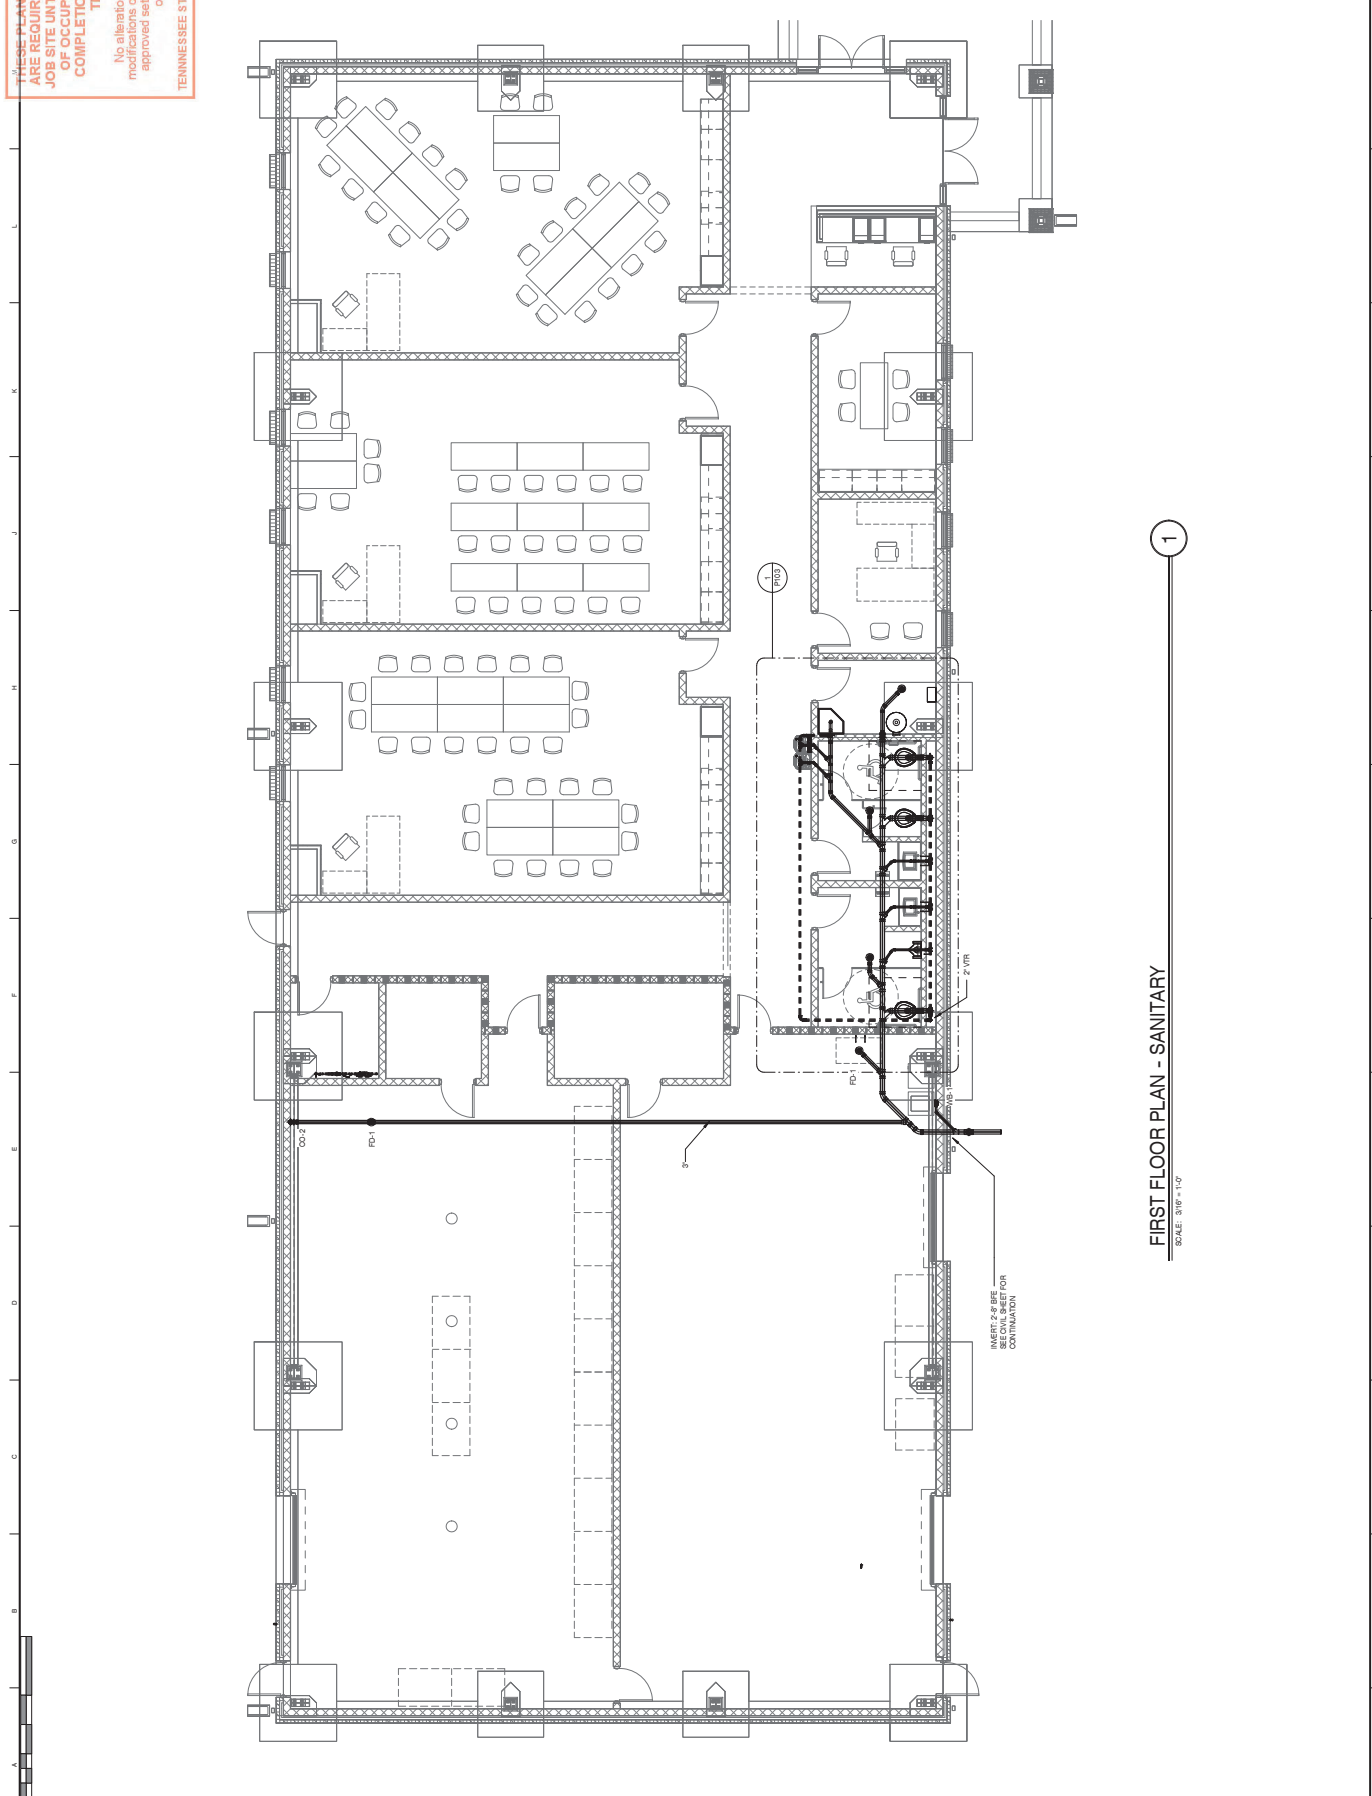 THESE PLAN
ARE REQUIR
JOB SITE UNT
OF OCCUP
COMPLETIO
No alteratio
modifications o
approved set
TENNNESSEE ST
L
K
J
H
G
F
E
D
C
B
A
1
P103
2" VTR
FD-1
WB-1
CO-2
FD-1
3"
INVERT: 2'-8" BFE
SEE CIVIL SHEET FOR
CONTINUATION
FIRST FLOOR PLAN - SANITARY
1
SCALE: 3/16" = 1'-0"